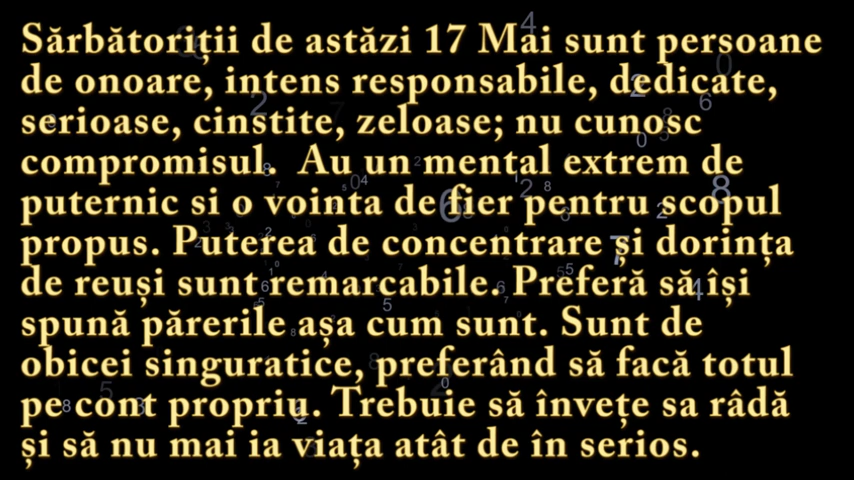 Sărbătoriții de astăzi 17 Mai sunt persoane
de onoare, intens responsabile, dedicate,
serioase, cinstite, zeloase; nu cunosc
compromisul. Au un mental extrem de
puternic si o vointa de fier pentru scopul
propus. Puterea de concentrare și dorința
de reuși sunt remarcabile. Preferă să își
spună părerile așa cum sunt. Sunt de
obicei singuratice, preferând să facă totul
pe cont propriu. Trebuie să învețe sa râdă
și să nu mai ia viața atât de în serios.